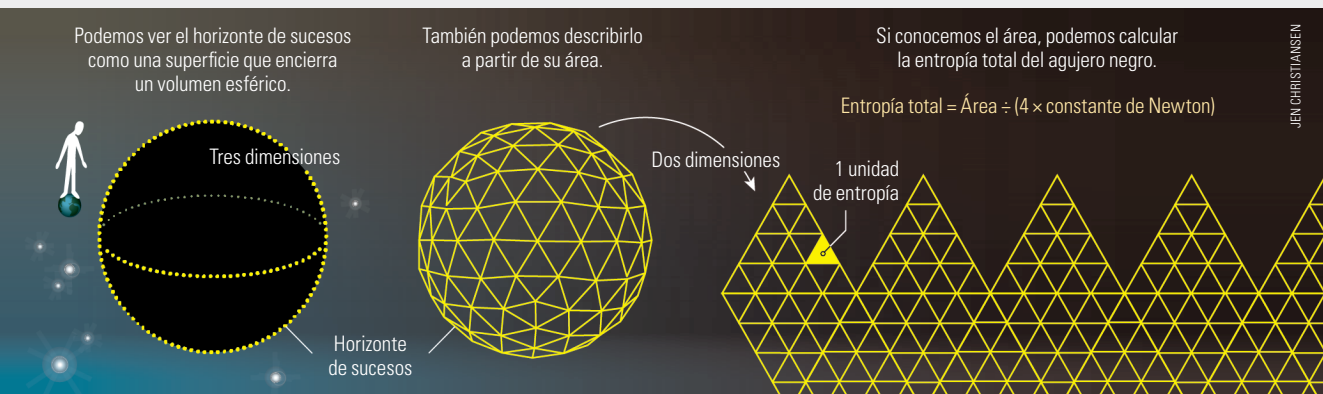 Podemos ver el horizonte de sucesos
como una superficie que encierra
un volumen esférico.
Tres dimensiones
Horizonte
de sucesos
También podemos describirlo
a partir de su área.
Dos dimensiones
Si conocemos el área, podemos calcular
la entropía total del agujero negro.
Entropía total = Área ÷ (4 × constante de Newton)
1 unidad
de entropía
JEN CHRISTIANSEN